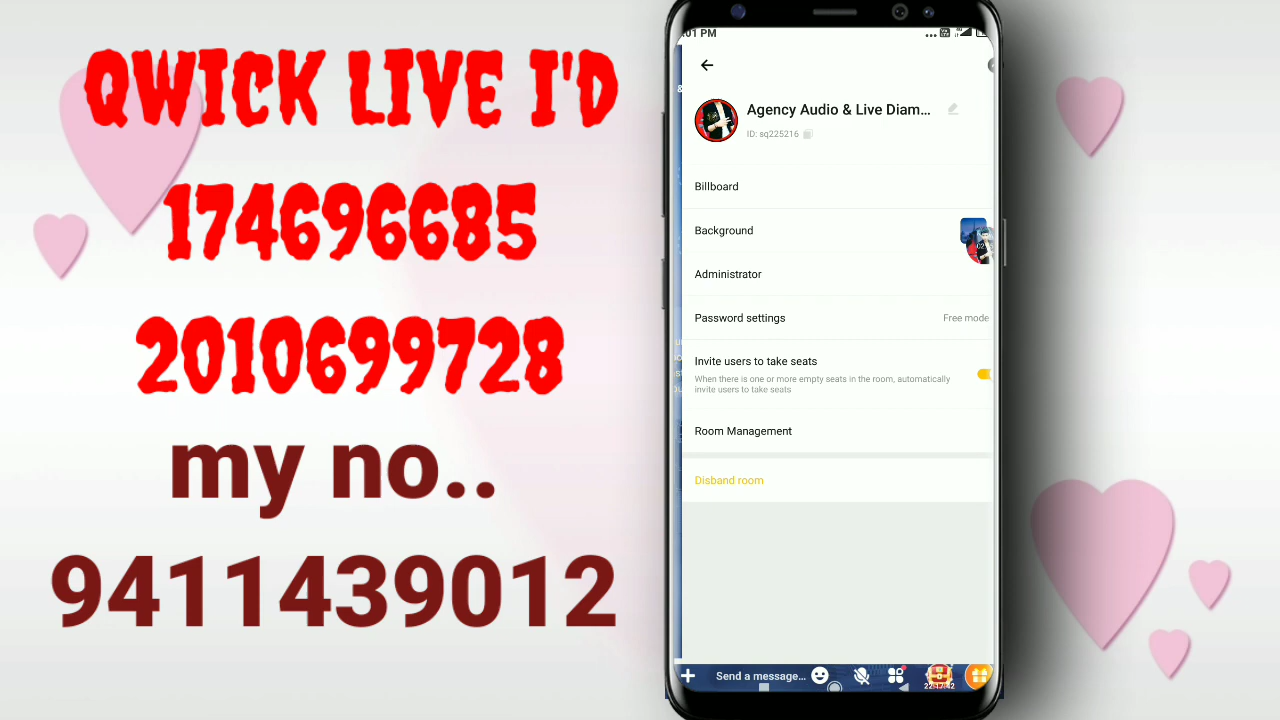 QWICK LIVE I'D
174696685
2010699728
my no..
9411439012
:01 PM
Agency Audio & Live Diam...
ID: sq225216
Billboard
Background
Administrator
Password settings
Free mode
Invite users to take seats
When there is one or more empty seats in the room, automatically
invite users to take seats
Room Management
Disband room
Send a message...